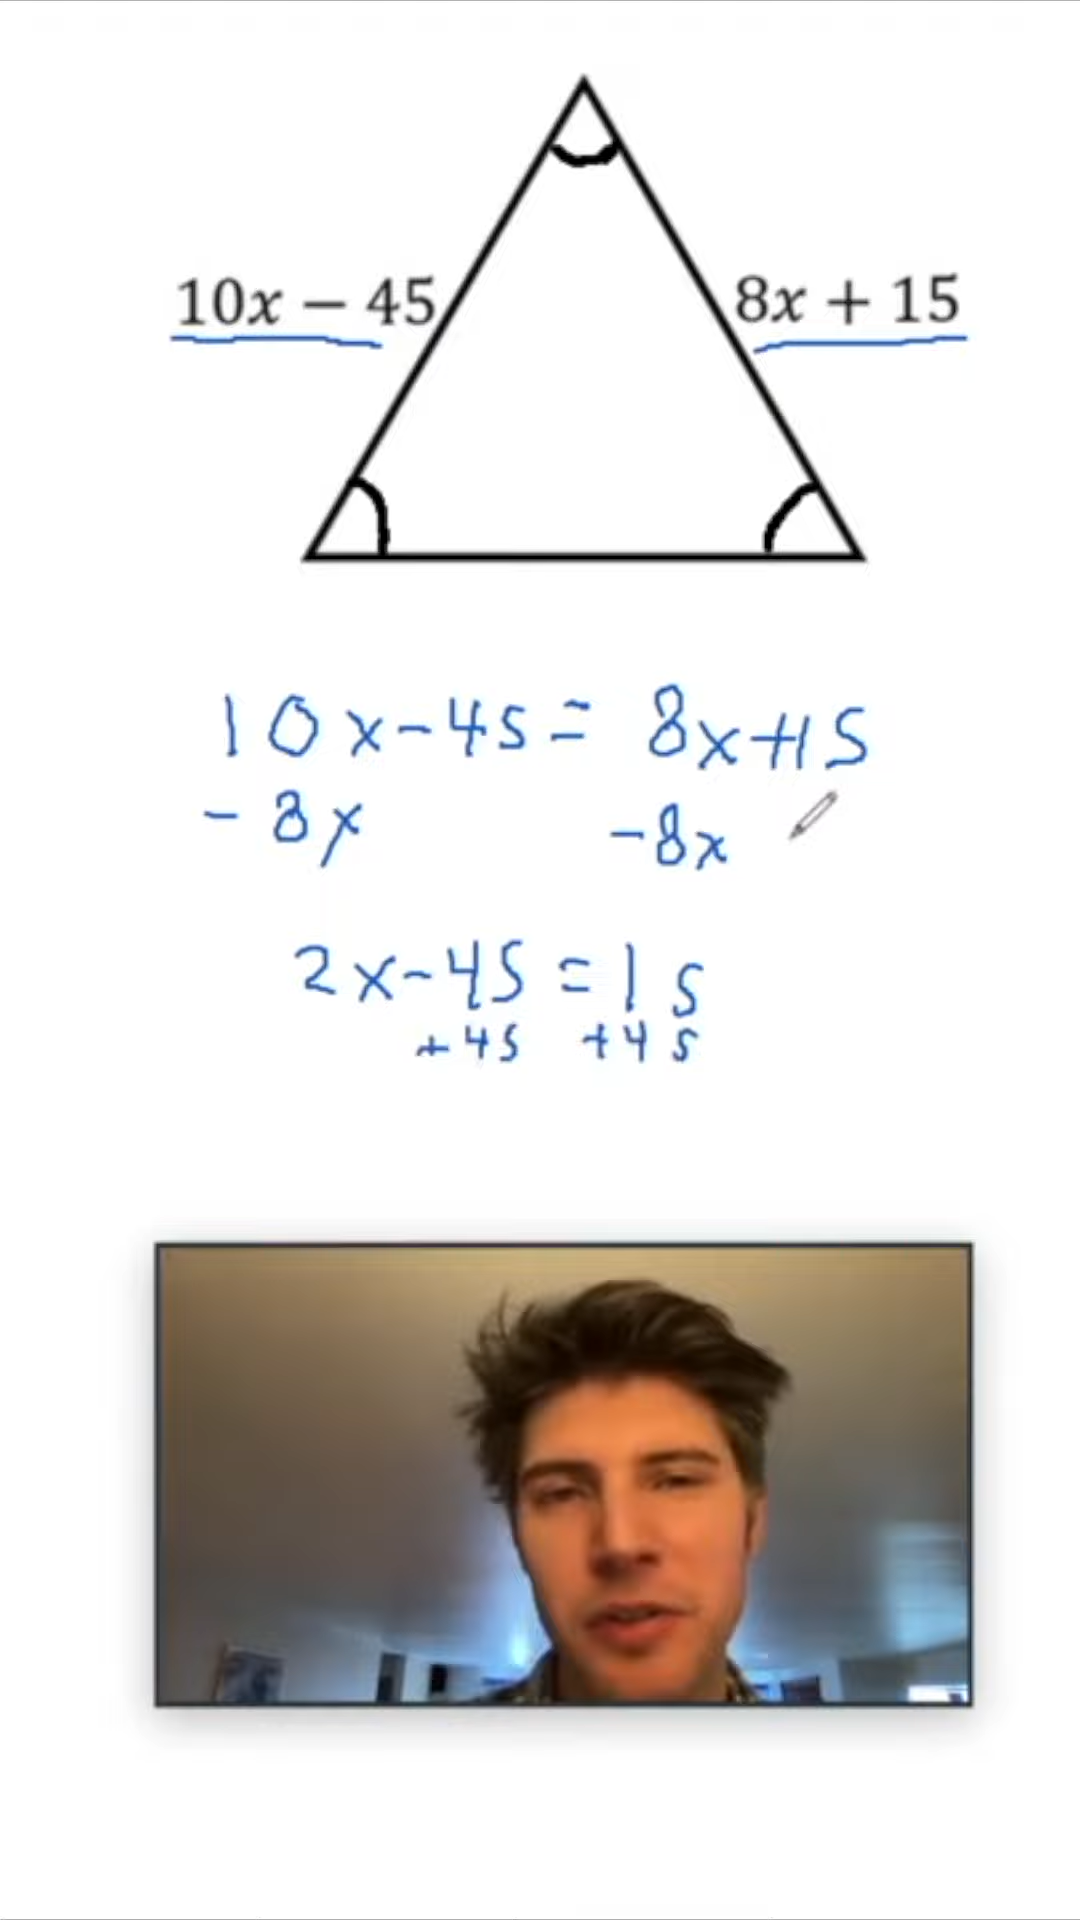 10x − 45
8x + 15
10x-45=8x+15
-8x -8x
2x-45=15
+45 +45